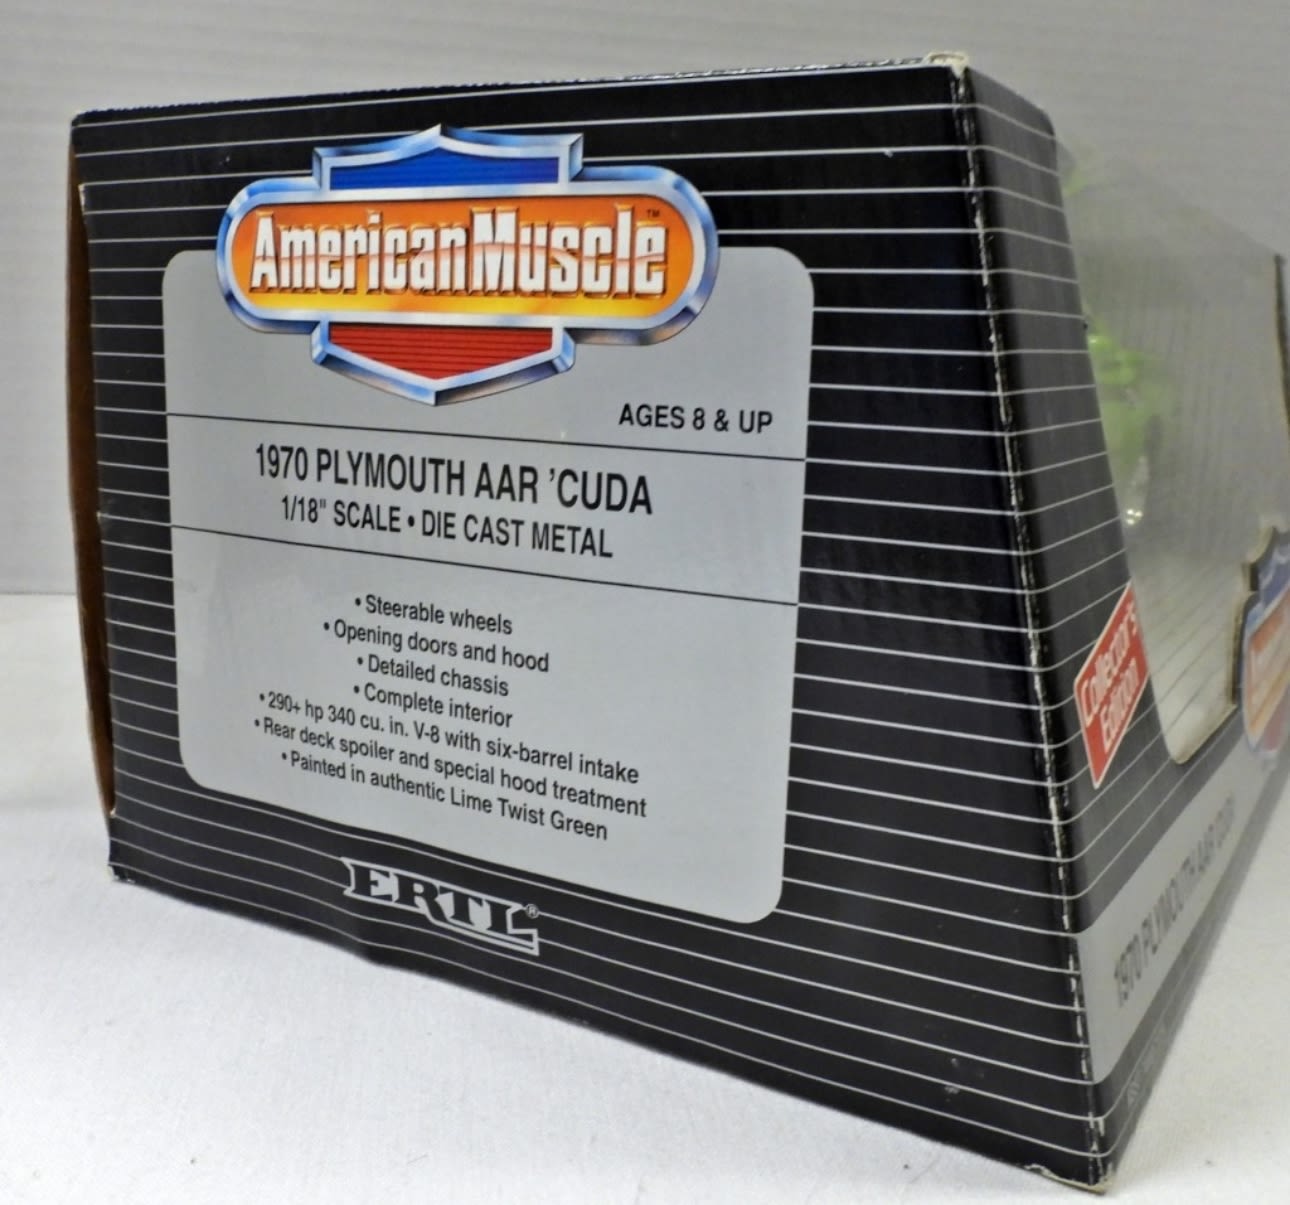 AmericanMuscle™
AGES 8 & UP
1970 PLYMOUTH AAR 'CUDA
1/18" SCALE • DIE CAST METAL
• Steerable wheels
• Opening doors and hood
• Detailed chassis
• Complete interior
• 290+ hp 340 cu. in. V-8 with six-barrel intake
• Rear deck spoiler and special hood treatment
• Painted in authentic Lime Twist Green
ERTL®
Collector's
Edition
1970 PLYMOUTH AAR 'CUDA